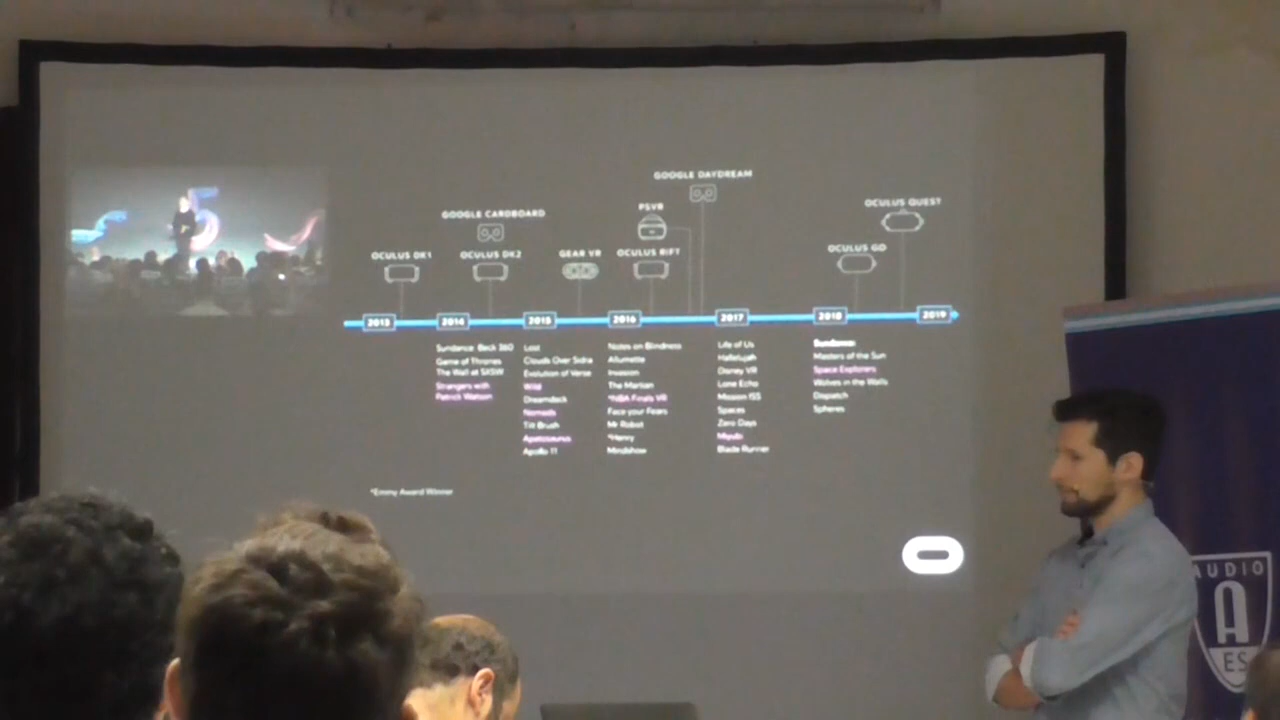 GOOGLE DAYDREAM
OCULUS QUEST
PSVR
GOOGLE CARDBOARD
OCULUS GO
OCULUS DK1
OCULUS DK2
GEAR VR
OCULUS RIFT
2013
2014
2015
2016
2017
2018
2019
Sundance: Beck 360
Game of Thrones
The Wall at SXSW
Strangers with
Patrick Watson
Lost
Clouds Over Sidra
Evolution of Verse
Wild
Dreamdeck
Nomads
Tilt Brush
Apatosaurus
Apollo 11
Notes on Blindness
Allumette
Invasion
The Martian
*NBA Finals VR
Face your Fears
Mr Robot
*Henry
Mindshow
Life of Us
Hallelujah
Disney VR
Lone Echo
Mission ISS
Spaces
Zero Days
Miyubi
Blade Runner
Sundance:
Masters of the Sun
Space Explorers
Wolves in the Walls
Dispatch
Spheres
*Emmy Award Winner
5
AUDIO
A
ES